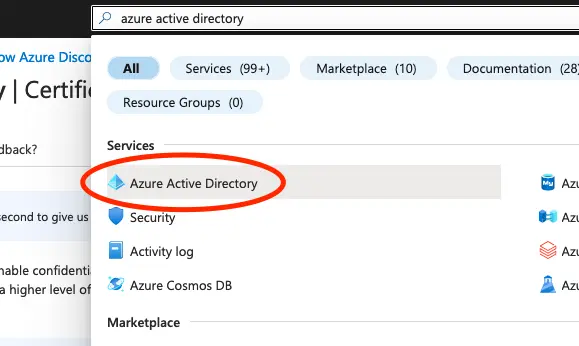 azure active directory
ow Azure Disco
y | Certific
All Services (99+) Marketplace (10) Documentation (28)
Resource Groups (0)
dback?
Services
Azure Active Directory Azu
second to give us Security Azu
Activity log Azu
nable confidentia
a higher level of Azure Cosmos DB Azu
Marketplace